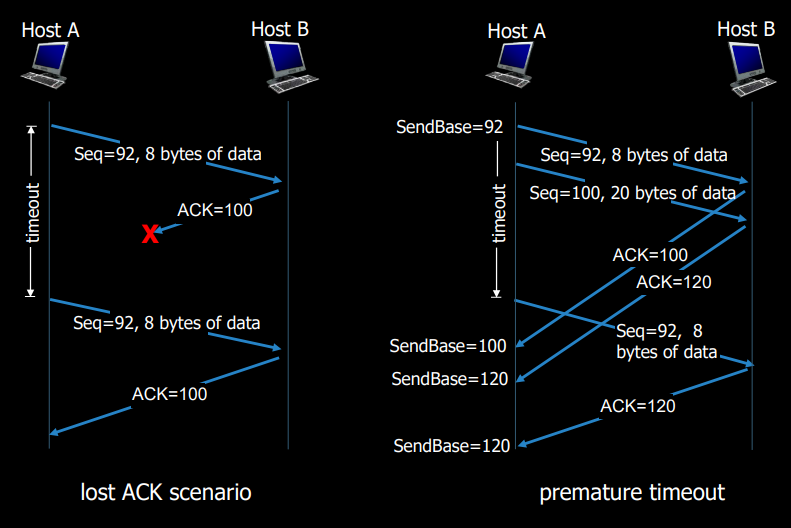 Host A
Host B
Seq=92, 8 bytes of data
ACK=100
X
timeout
Seq=92, 8 bytes of data
ACK=100
lost ACK scenario
Host A
Host B
SendBase=92
Seq=92, 8 bytes of data
Seq=100, 20 bytes of data
timeout
ACK=100
ACK=120
Seq=92, 8
bytes of data
SendBase=100
SendBase=120
ACK=120
SendBase=120
premature timeout